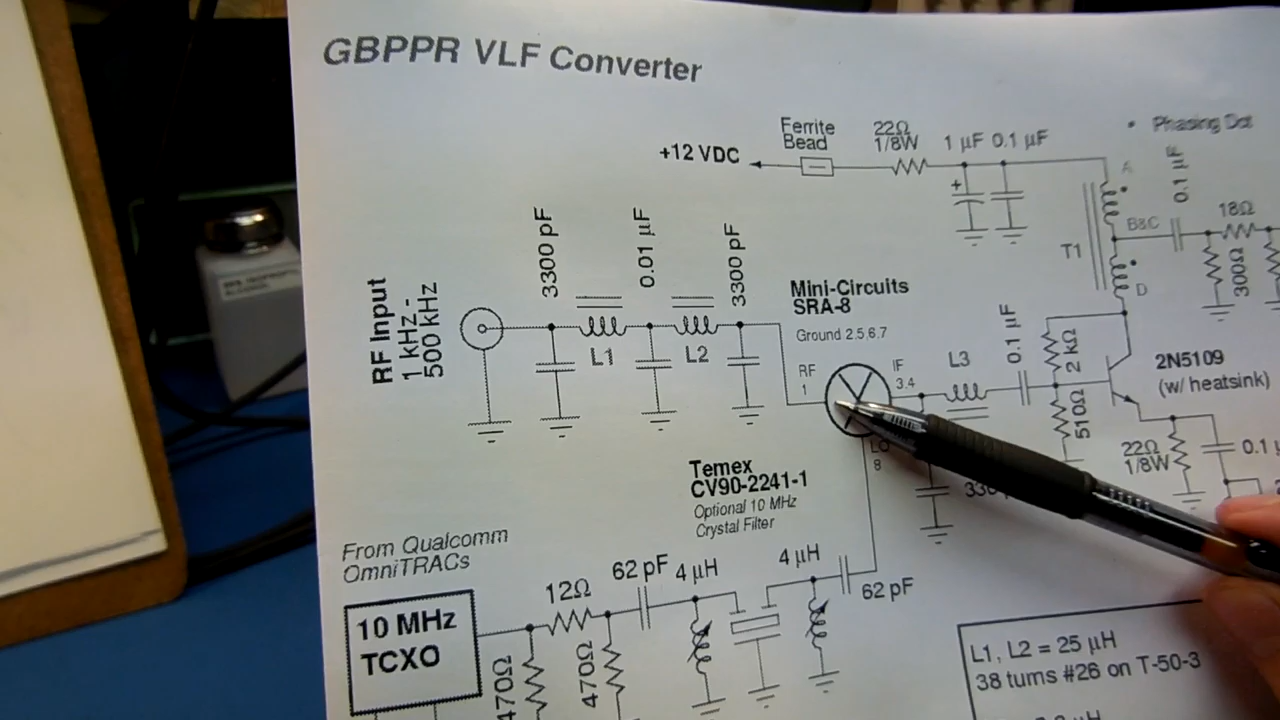 GBPPR VLF Converter
+12 VDC
Ferrite
Bead
22Ω
1/8W
1 µF
0.1 µF
• Phasing Dot
A
0.1 µF
18Ω
B&C
T1
300Ω
D
RF Input
1 kHz -
500 kHz
3300 pF
0.01 µF
3300 pF
L1
L2
Mini-Circuits
SRA-8
Ground 2.5,6.7
RF
1
IF
3.4
LO
8
L3
0.1 µF
2 kΩ
510Ω
2N5109
(w/ heatsink)
22Ω
1/8W
0.1
330
Temex
CV90-2241-1
Optional 10 MHz
Crystal Filter
From Qualcomm
OmniTRACs
10 MHz
TCXO
12Ω
62 pF
4 µH
4 µH
62 pF
470Ω
470Ω
L1, L2 = 25 µH
38 turns #26 on T-50-3